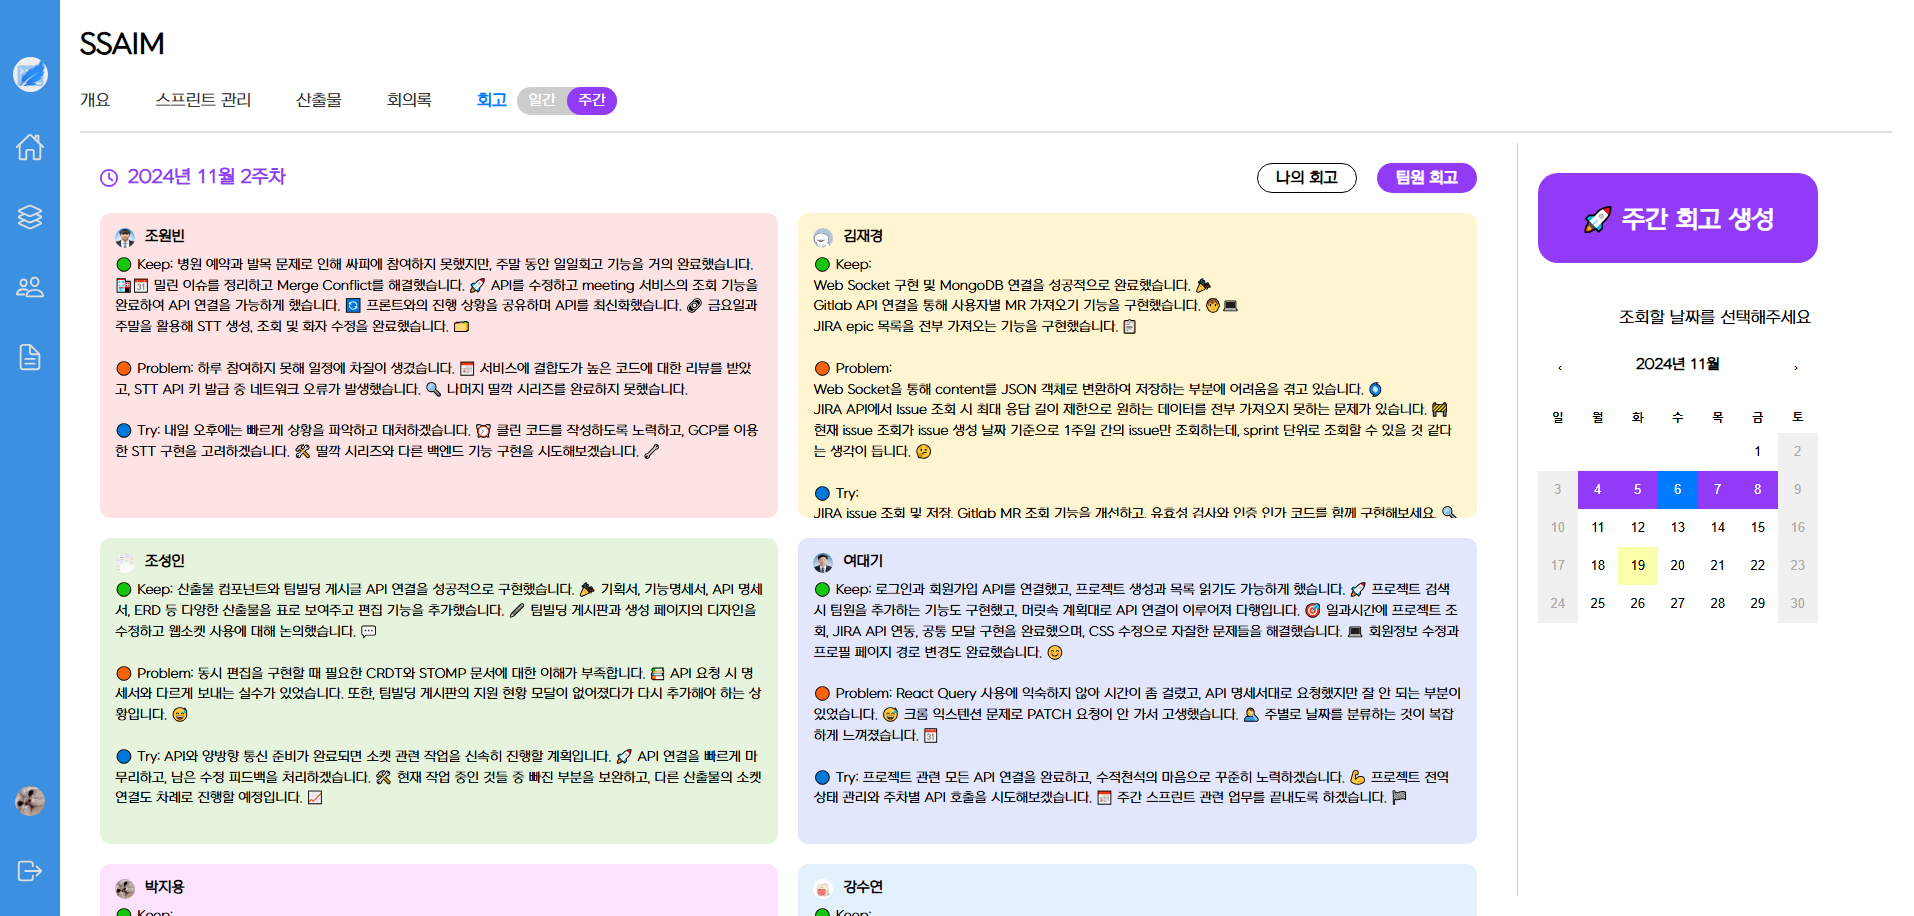 SSAIM
개요 스프린트 관리 산출물 회의록 회고 일간 주간
2024년 11월 2주차
나의 회고 팀원 회고
조원빈
Keep: 병원 예약과 발목 문제로 인해 싸피에 참여하지 못했지만, 주말 동안 일일회고 기능을 거의 완료했습니다.
밀린 이슈를 정리하고 Merge Conflict를 해결했습니다. 🚀 API를 수정하고 meeting 서비스의 조회 기능을
완료하여 API 연결을 가능하게 했습니다. 🔄 프론트와의 진행 상황을 공유하며 API를 최신화했습니다. 🔗 금요일과
주말을 활용해 STT 생성, 조회 및 화자 수정을 완료했습니다. 🗂️
Problem: 하루 참여하지 못해 일정에 차질이 생겼습니다. 📅 서비스에 결합도가 높은 코드에 대한 리뷰를 받았
고, STT API 키 발급 중 네트워크 오류가 발생했습니다. 🔍 나머지 딸깍 시리즈를 완료하지 못했습니다.
Try: 내일 오후에는 빠르게 상황을 파악하고 대처하겠습니다. ⏰ 클린 코드를 작성하도록 노력하고, GCP를 이용
한 STT 구현을 고려하겠습니다. 🛠️ 딸깍 시리즈와 다른 백엔드 기능 구현을 시도해보겠습니다. 🔧
김재경
Keep:
Web Socket 구현 및 MongoDB 연결을 성공적으로 완료했습니다. 🎉
Gitlab API 연결을 통해 사용자별 MR 가져오기 기능을 구현했습니다. 🧑‍💻
JIRA epic 목록을 전부 가져오는 기능을 구현했습니다. 📋
Problem:
Web Socket을 통해 content를 JSON 객체로 변환하여 저장하는 부분에 어려움을 겪고 있습니다. 🌀
JIRA API에서 Issue 조회 시 최대 응답 길이 제한으로 원하는 데이터를 전부 가져오지 못하는 문제가 있습니다. 🚧
현재 issue 조회가 issue 생성 날짜 기준으로 1주일 간의 issue만 조회하는데, sprint 단위로 조회할 수 있을 것 같다
는 생각이 듭니다. 🤔
Try:
JIRA issue 조회 및 저장, Gitlab MR 조회 기능을 개선하고, 유효성 검사와 인증 인가 코드를 함께 구현해보세요. 🔍
조성인
Keep: 산출물 컴포넌트와 팀빌딩 게시글 API 연결을 성공적으로 구현했습니다. 🎉 기획서, 기능명세서, API 명세
서, ERD 등 다양한 산출물을 표로 보여주고 편집 기능을 추가했습니다. 🖊️ 팀빌딩 게시판과 생성 페이지의 디자인을
수정하고 웹소켓 사용에 대해 논의했습니다. 💬
Problem: 동시 편집을 구현할 때 필요한 CRDT와 STOMP 문서에 대한 이해가 부족합니다. 📚 API 요청 시 명
세서와 다르게 보내는 실수가 있었습니다. 또한, 팀빌딩 게시판의 지원 현황 모달이 없어졌다가 다시 추가해야 하는 상
황입니다. 😅
Try: API와 양방향 통신 준비가 완료되면 소켓 관련 작업을 신속히 진행할 계획입니다. 🚀 API 연결을 빠르게 마
무리하고, 남은 수정 피드백을 처리하겠습니다. 🛠️ 현재 작업 중인 것들 중 빠진 부분을 보완하고, 다른 산출물의 소켓
연결도 차례로 진행할 예정입니다. 📈
여대기
Keep: 로그인과 회원가입 API를 연결했고, 프로젝트 생성과 목록 읽기도 가능하게 했습니다. 🚀 프로젝트 검색
시 팀원을 추가하는 기능도 구현했고, 머릿속 계획대로 API 연결이 이루어져 다행입니다. 🎯 일과시간에 프로젝트 조
회, JIRA API 연동, 공통 모달 구현을 완료했으며, CSS 수정으로 자잘한 문제들을 해결했습니다. 💻 회원정보 수정과
프로필 페이지 경로 변경도 완료했습니다. 😊
Problem: React Query 사용에 익숙하지 않아 시간이 좀 걸렸고, API 명세서대로 요청했지만 잘 안 되는 부분이
있었습니다. 😅 크롬 익스텐션 문제로 PATCH 요청이 안 가서 고생했습니다. 🙇‍♂️ 주별로 날짜를 분류하는 것이 복잡
하게 느껴졌습니다. 📅
Try: 프로젝트 관련 모든 API 연결을 완료하고, 수적천석의 마음으로 꾸준히 노력하겠습니다. 💪 프로젝트 전역
상태 관리와 주차별 API 호출을 시도해보겠습니다. 📅 주간 스프린트 관련 업무를 끝내도록 하겠습니다. 🏁
박지용
Keep:
강수연
Keep:
🚀 주간 회고 생성
조회할 날짜를 선택해주세요
‹ 2024년 11월 ›
일 월 화 수 목 금 토
1 2
3 4 5 6 7 8 9
10 11 12 13 14 15 16
17 18 19 20 21 22 23
24 25 26 27 28 29 30